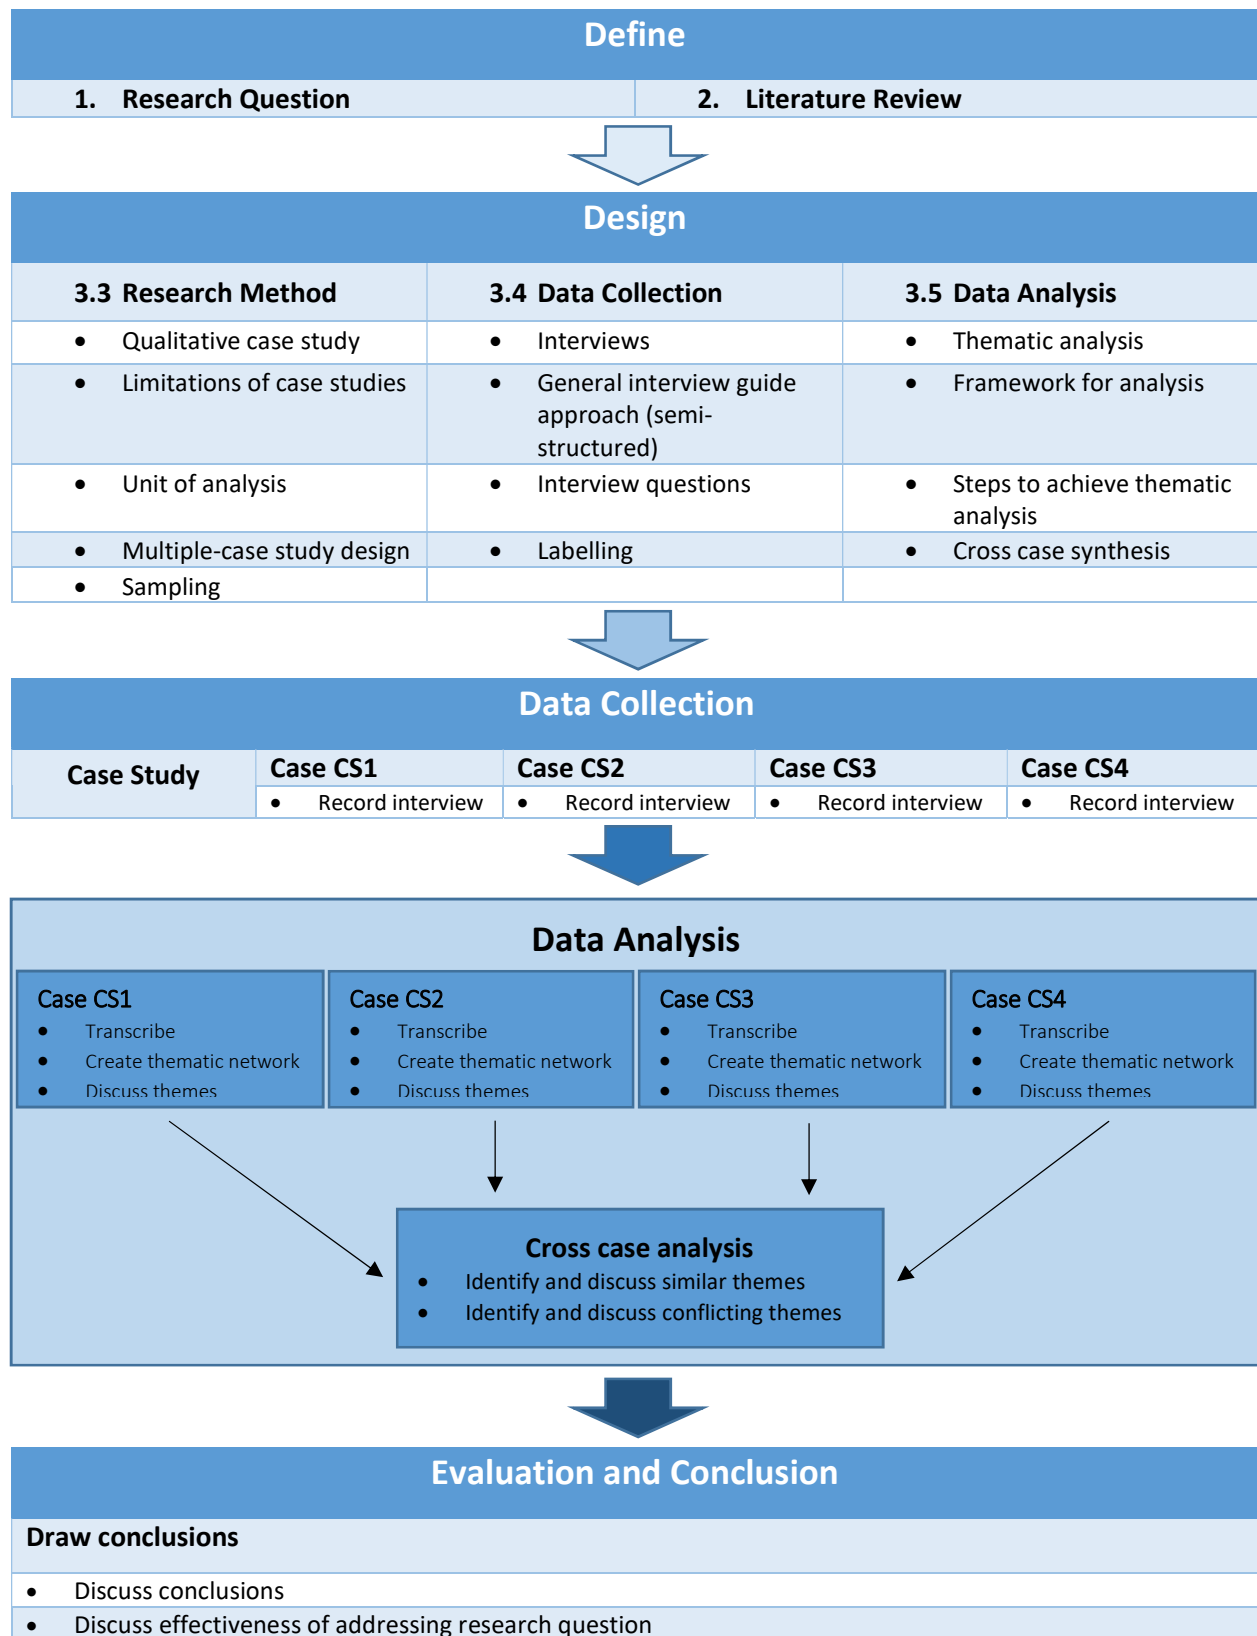 Define
1. Research Question
2. Literature Review
Design
3.3 Research Method
3.4 Data Collection
3.5 Data Analysis
• Qualitative case study
• Interviews
• Thematic analysis
• Limitations of case studies
• General interview guide
approach (semi-
structured)
• Framework for analysis
• Unit of analysis
• Interview questions
• Steps to achieve thematic
analysis
• Multiple-case study design
• Labelling
• Cross case synthesis
• Sampling
Data Collection
Case Study
Case CS1
Case CS2
Case CS3
Case CS4
• Record interview
• Record interview
• Record interview
• Record interview
Data Analysis
Case CS1
• Transcribe
• Create thematic network
• Discuss themes
Case CS2
• Transcribe
• Create thematic network
• Discuss themes
Case CS3
• Transcribe
• Create thematic network
• Discuss themes
Case CS4
• Transcribe
• Create thematic network
• Discuss themes
Cross case analysis
• Identify and discuss similar themes
• Identify and discuss conflicting themes
Evaluation and Conclusion
Draw conclusions
• Discuss conclusions
• Discuss effectiveness of addressing research question